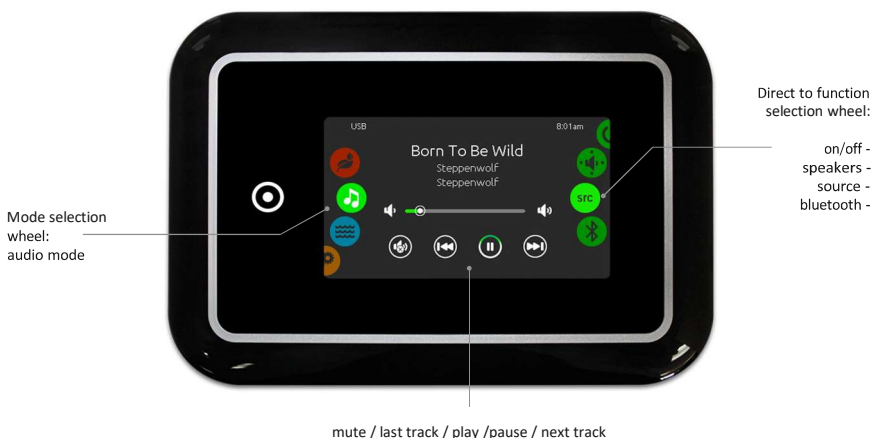 USB
8:01am
Born To Be Wild
Steppenwolf
Steppenwolf
src
Mode selection
wheel:
audio mode
Direct to function
selection wheel:
on/off -
speakers -
source -
bluetooth -
mute / last track / play /pause / next track